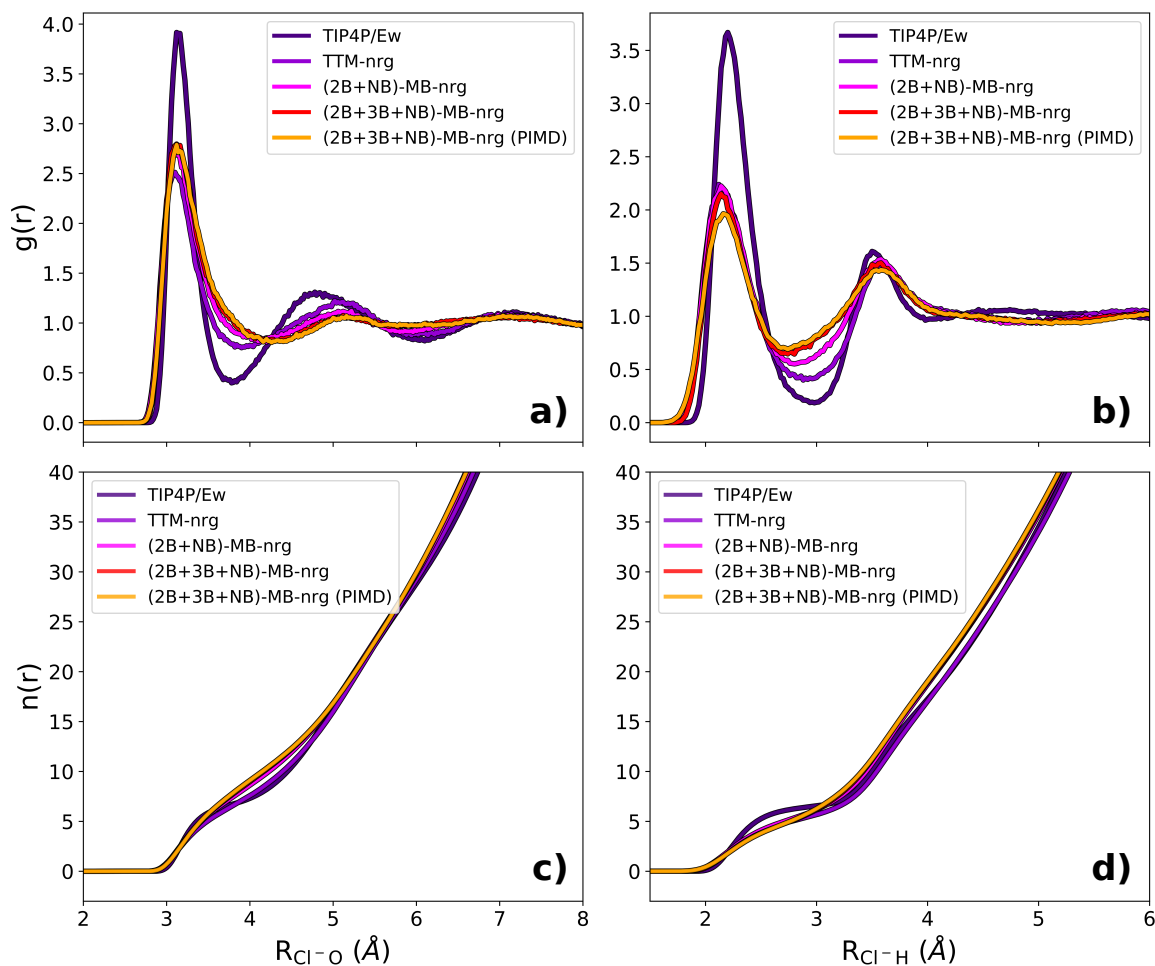 4.0
3.5
3.0
2.5
2.0
1.5
1.0
0.5
0.0
g(r)
TIP4P/Ew
TTM-nrg
(2B+NB)-MB-nrg
(2B+3B+NB)-MB-nrg
(2B+3B+NB)-MB-nrg (PIMD)
a)
3.5
3.0
2.5
2.0
1.5
1.0
0.5
0.0
TIP4P/Ew
TTM-nrg
(2B+NB)-MB-nrg
(2B+3B+NB)-MB-nrg
(2B+3B+NB)-MB-nrg (PIMD)
b)
40
35
30
25
20
15
10
5
0
n(r)
TIP4P/Ew
TTM-nrg
(2B+NB)-MB-nrg
(2B+3B+NB)-MB-nrg
(2B+3B+NB)-MB-nrg (PIMD)
c)
2 3 4 5 6 7 8
R_Cl⁻O (Å)
40
35
30
25
20
15
10
5
0
TIP4P/Ew
TTM-nrg
(2B+NB)-MB-nrg
(2B+3B+NB)-MB-nrg
(2B+3B+NB)-MB-nrg (PIMD)
d)
2 3 4 5 6
R_Cl⁻H (Å)